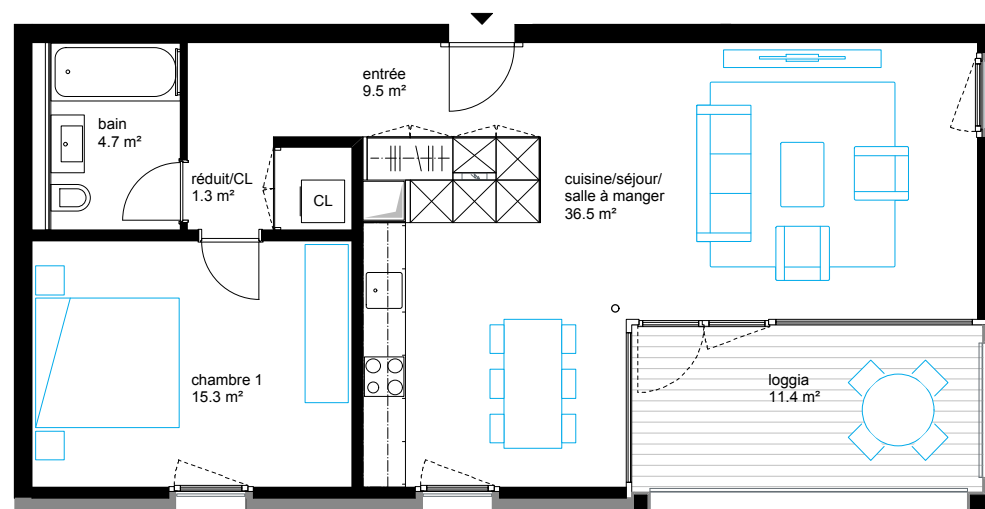 entrée
9.5 m²
bain
4.7 m²
réduit/CL
1.3 m²
CL
cuisine/séjour/
salle à manger
36.5 m²
chambre 1
15.3 m²
loggia
11.4 m²